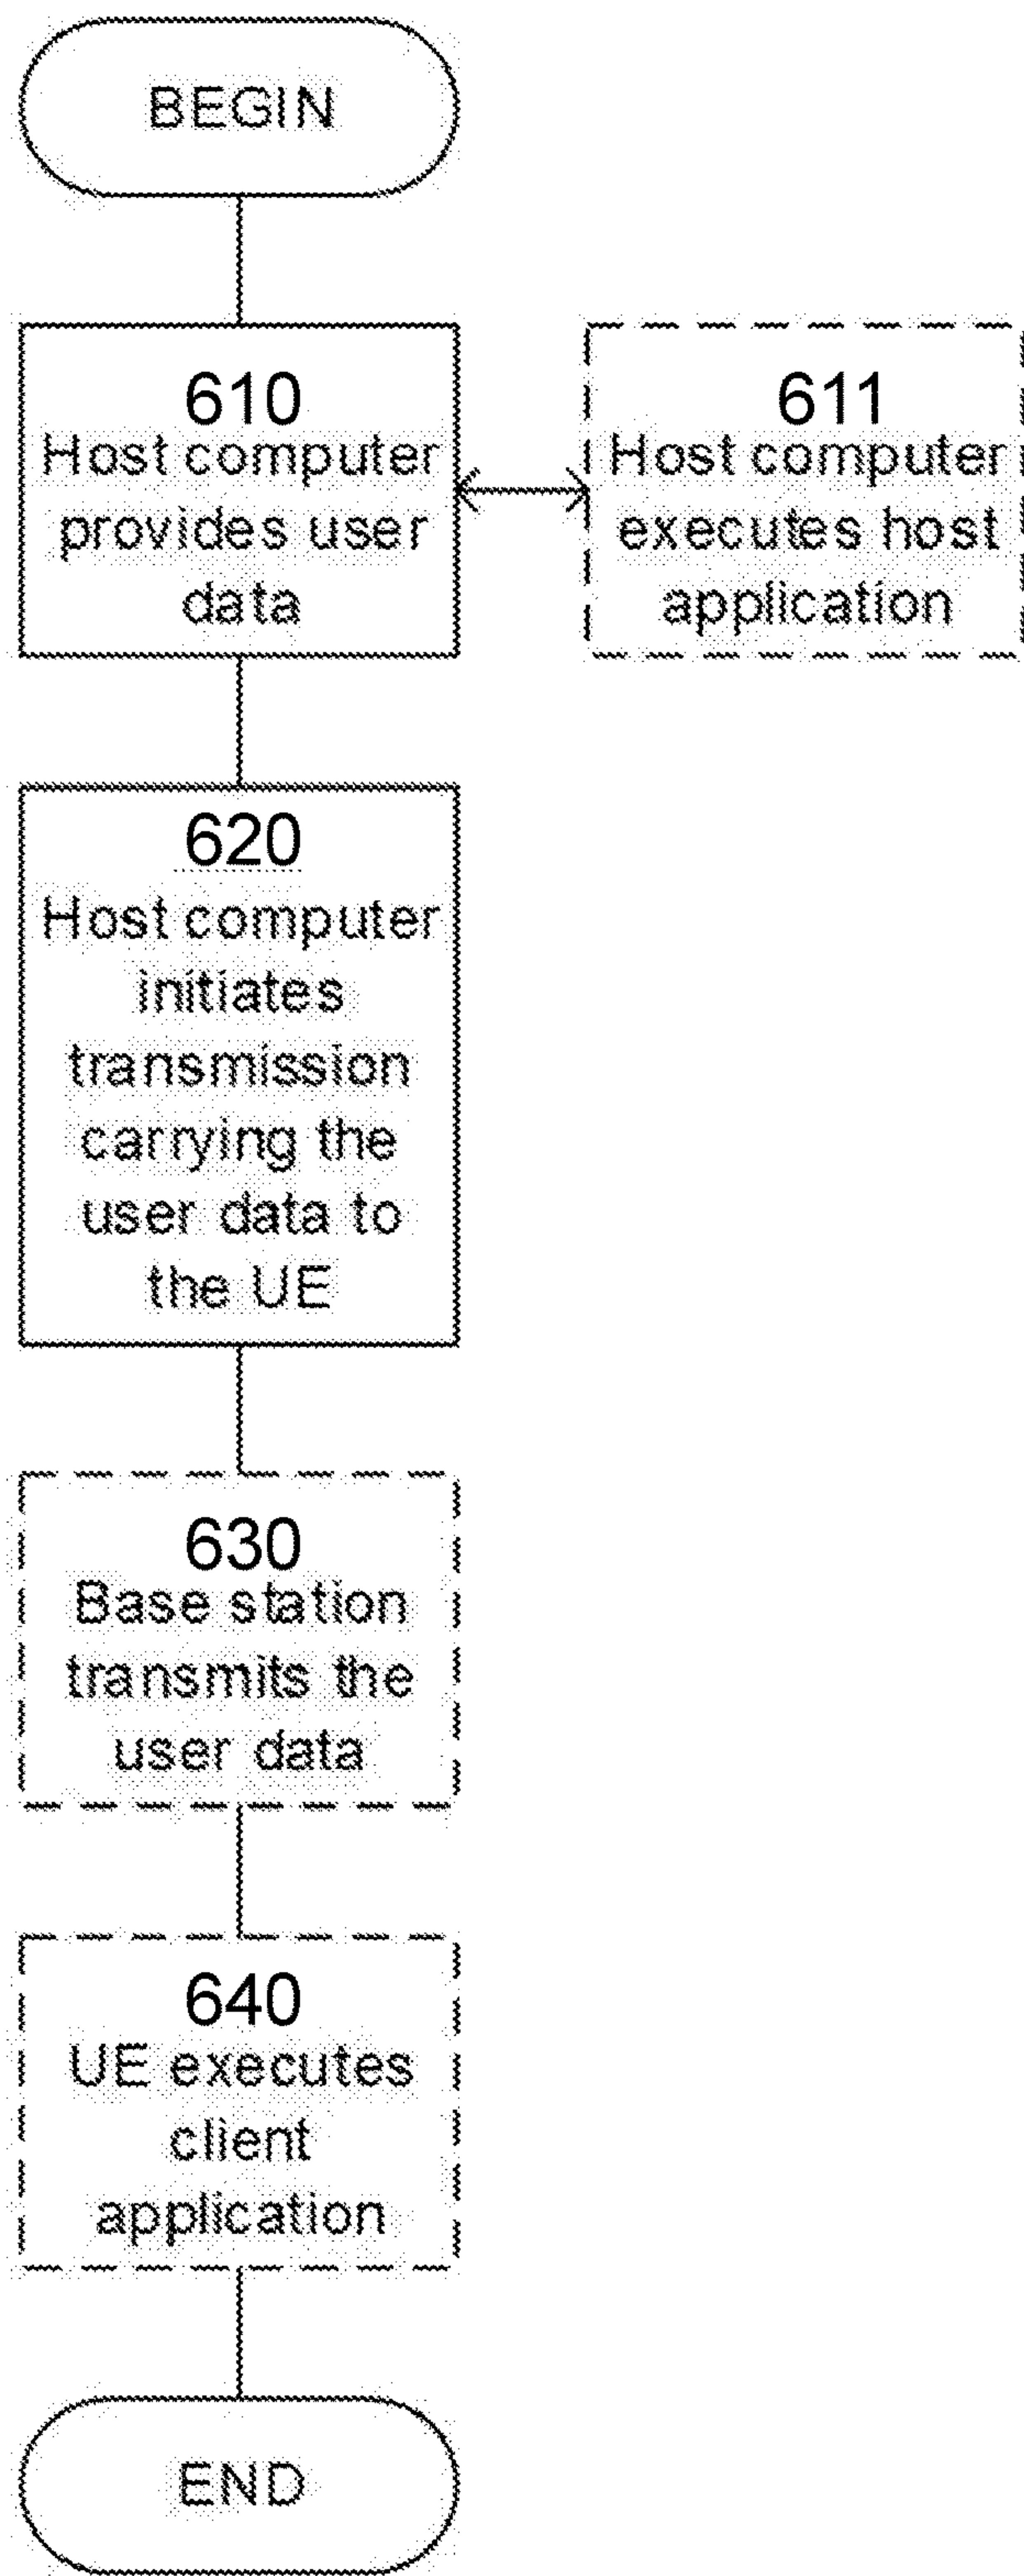 BEGIN
610
Host computer
provides user
data
611
Host computer
executes host
application
620
Host computer
initiates
transmission
carrying the
user data to
the UE
630
Base station
transmits the
user data
640
UE executes
client
application
END